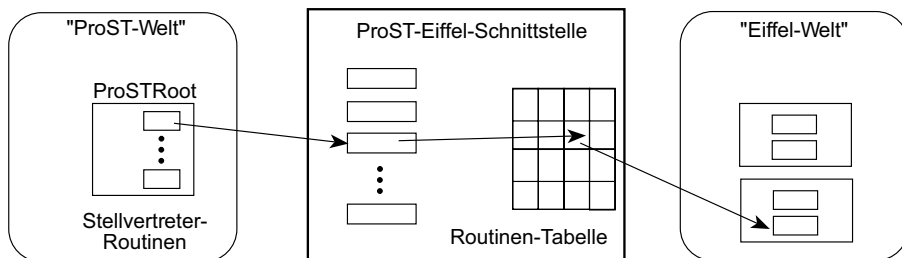 "ProST-Welt"
ProSTRoot
Stellvertreter-
Routinen
ProST-Eiffel-Schnittstelle
Routinen-Tabelle
"Eiffel-Welt"